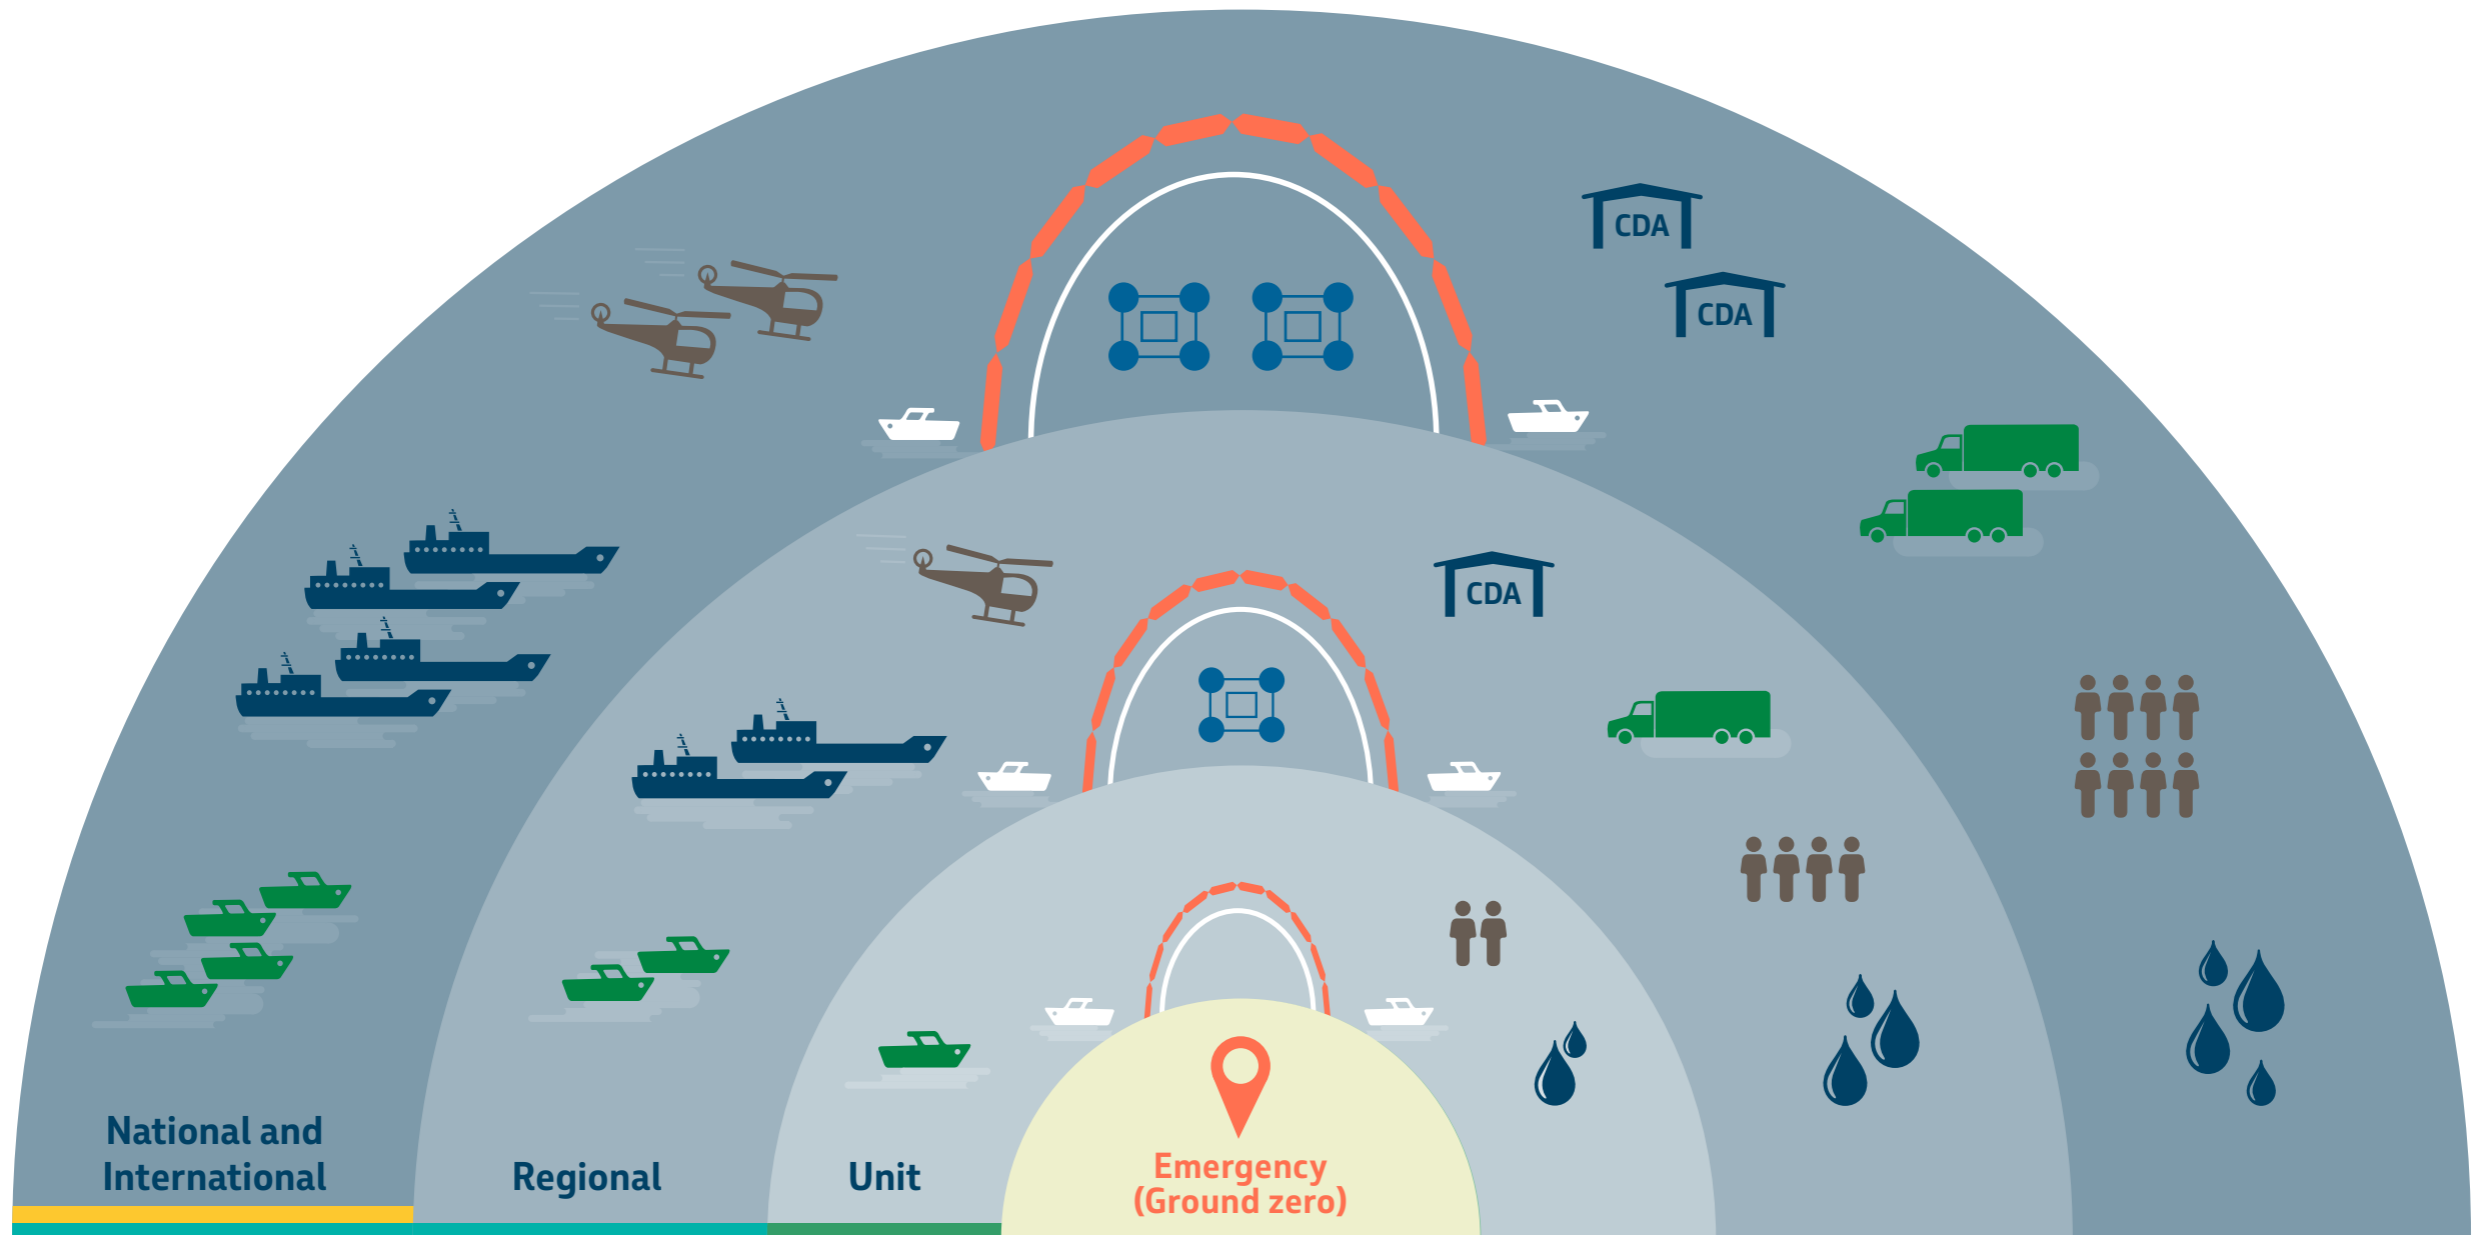 CDA
CDA
CDA
National and
International
Regional
Unit
Emergency
(Ground zero)